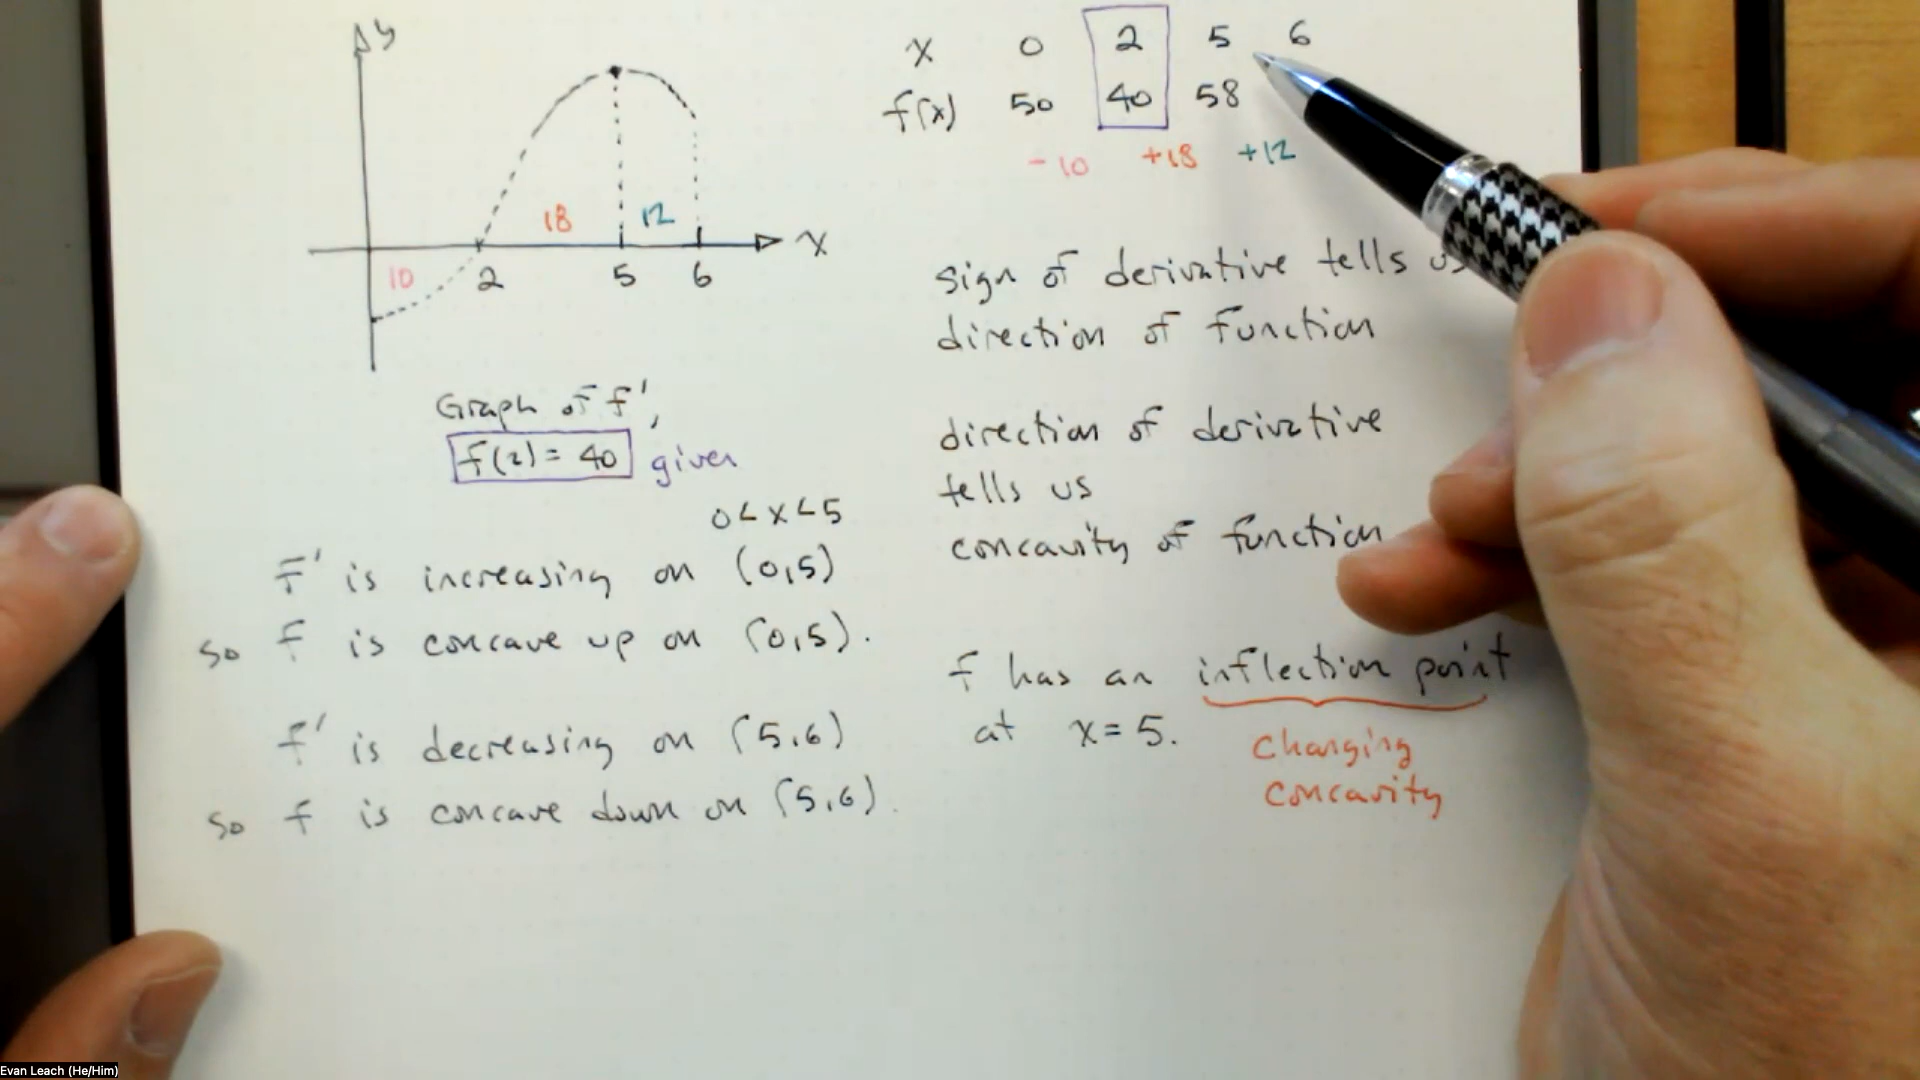 y
18 12
x
10 2 5 6
Graph of f',
f(2) = 40 given
0 < x < 5
f' is increasing on (0,5)
so f is concave up on (0,5).
f' is decreasing on (5,6)
so f is concave down on (5,6).
x 0 2 5 6
f(x) 50 40 58
-10 +18 +12
sign of derivative tells us
direction of function
direction of derivative
tells us
concavity of function
f has an inflection point
at x = 5.
changing
concavity
Evan Leach (He/Him)